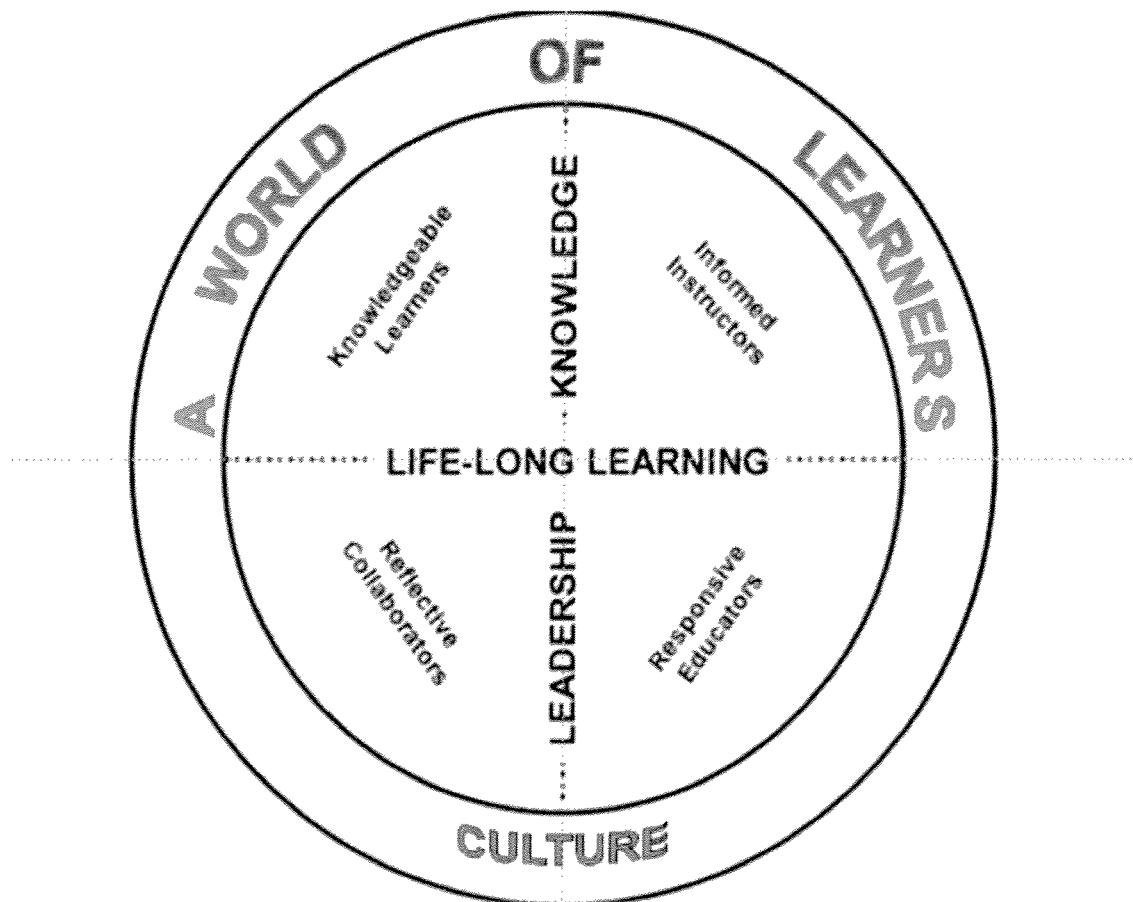 A WORLD OF LEARNERS
KNOWLEDGE
Knowledgeable
Learners
Informed
Instructors
LIFE-LONG LEARNING
LEADERSHIP
Reflective
Collaborators
Responsive
Educators
CULTURE